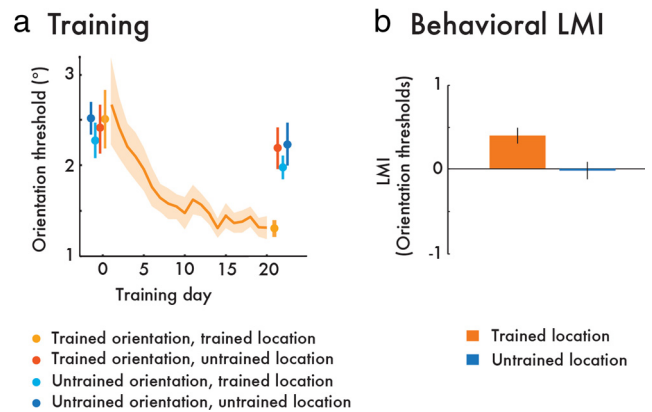 a Training
3
2
1
Orientation threshold (°)
0 5 10 15 20
Training day
Trained orientation, trained location
Trained orientation, untrained location
Untrained orientation, trained location
Untrained orientation, untrained location
b Behavioral LMI
1
0
-1
LMI
(Orientation thresholds)
Trained location
Untrained location